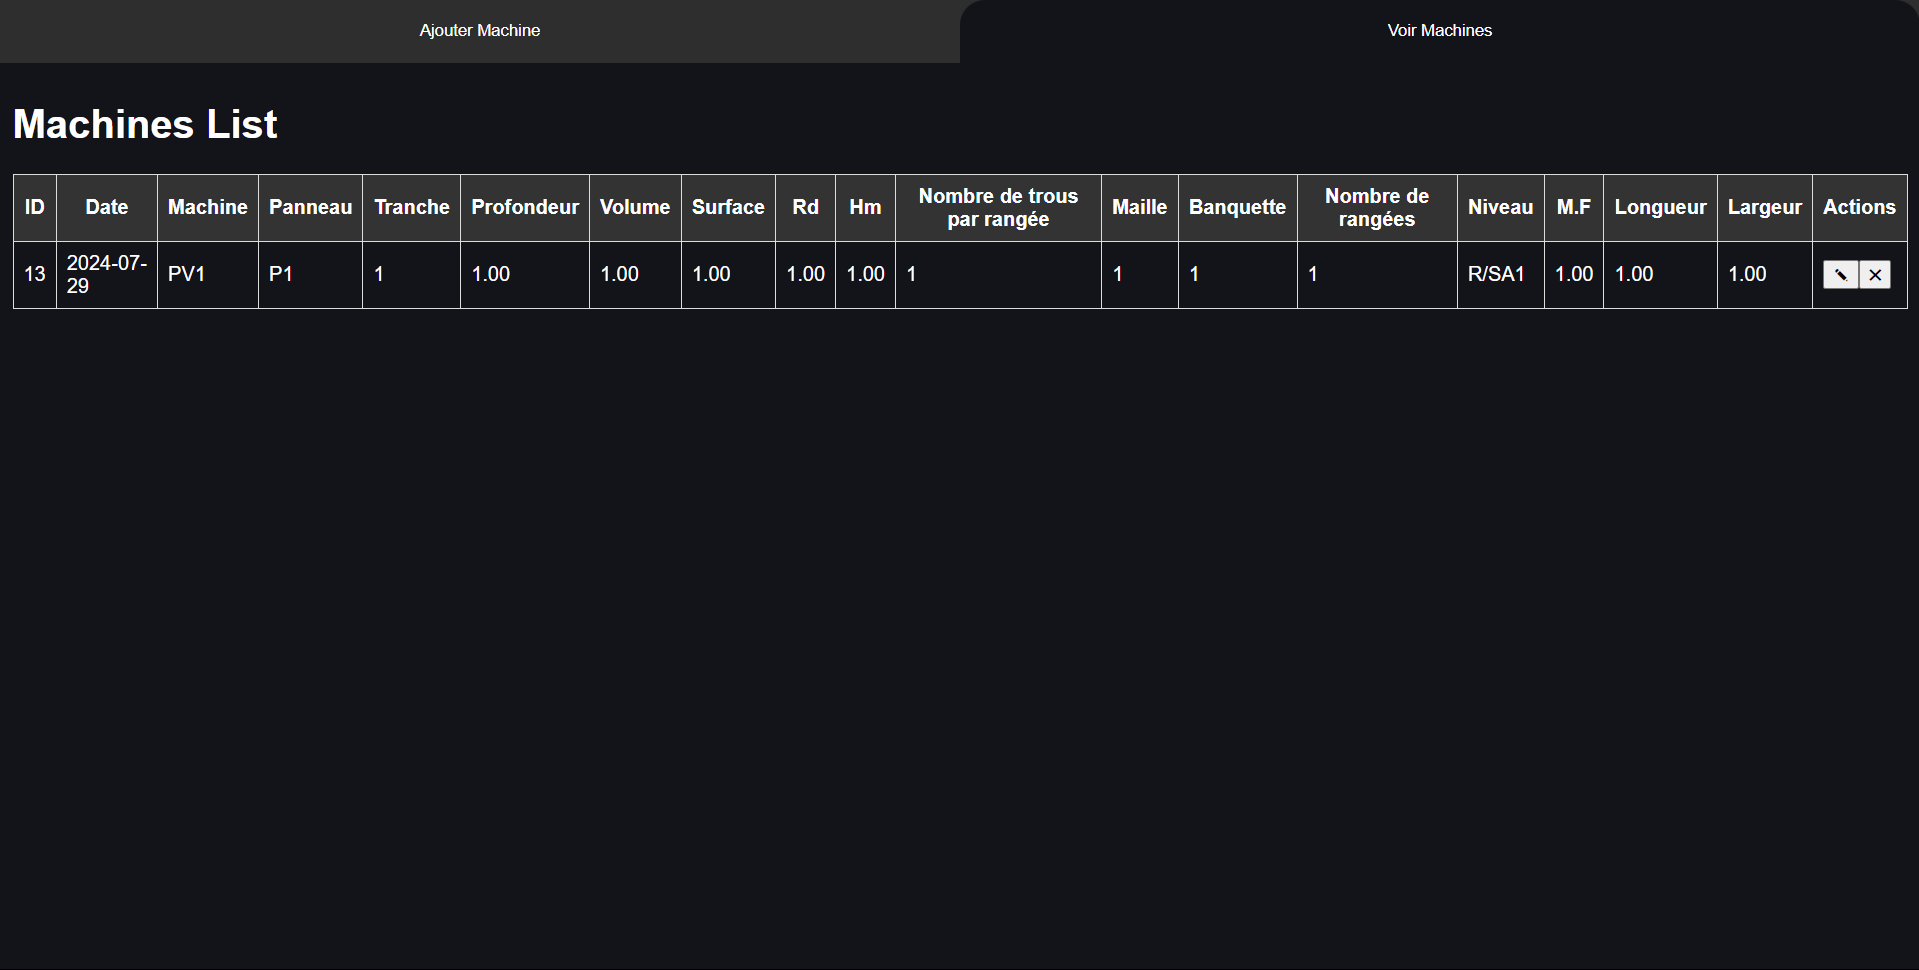 Ajouter Machine
Voir Machines
Machines List
ID Date Machine Panneau Tranche Profondeur Volume Surface Rd Hm Nombre de trous par rangée Maille Banquette Nombre de rangées Niveau M.F Longueur Largeur Actions
13 2024-07-29 PV1 P1 1 1.00 1.00 1.00 1.00 1.00 1 1 1 1 R/SA1 1.00 1.00 1.00